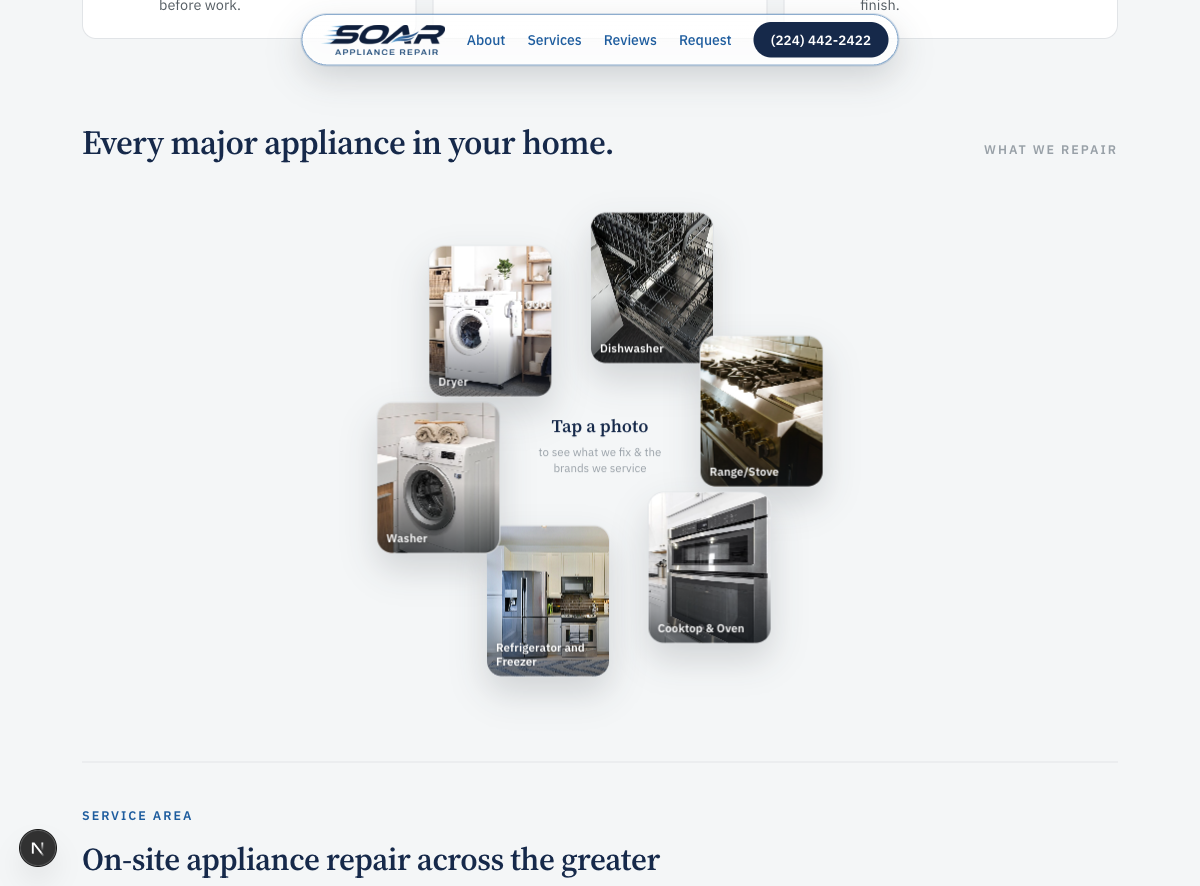 before work.
finish.
SOAR
APPLIANCE REPAIR
About
Services
Reviews
Request
(224) 442-2422
Every major appliance in your home.
WHAT WE REPAIR
Dishwasher
Dryer
Range/Stove
Tap a photo
to see what we fix & the
brands we service
Washer
Cooktop & Oven
Refrigerator and
Freezer
SERVICE AREA
On-site appliance repair across the greater
N